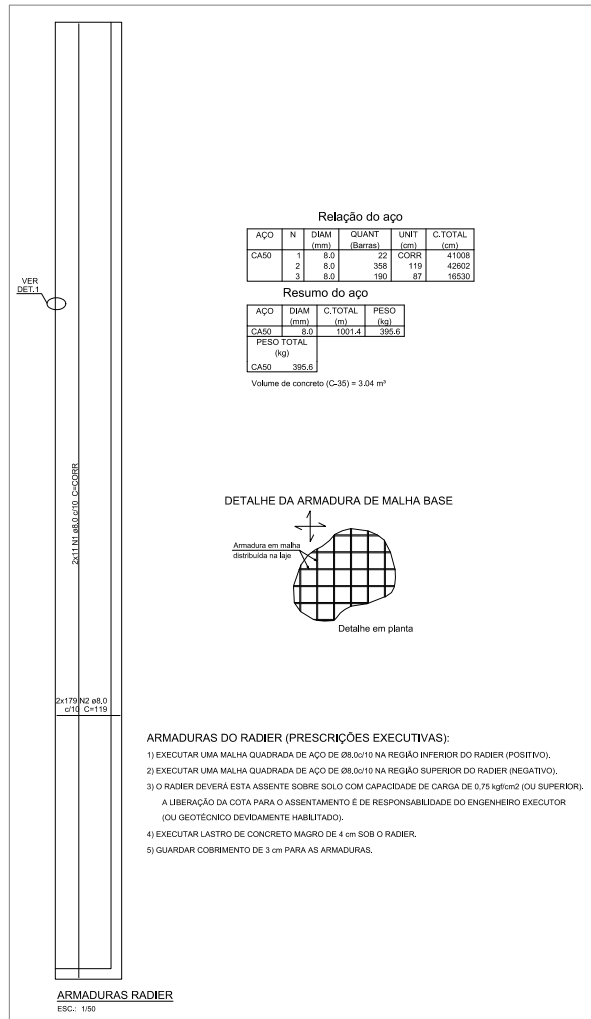 Relação do aço
AÇO N DIAM QUANT UNIT C.TOTAL
(mm) (Barras) (cm) (cm)
CA50 1 8.0 22 CORR 41008
2 8.0 358 119 42602
3 8.0 190 87 16530
Resumo do aço
AÇO DIAM C.TOTAL PESO
(mm) (m) (kg)
CA50 8.0 1001.4 395.6
PESO TOTAL
(kg)
CA50 395.6
Volume de concreto (C-35) = 3.04 m³
VER
DET.1
2x11 N1 ø8.0 c/10 C=CORR
DETALHE DA ARMADURA DE MALHA BASE
Armadura em malha
distribuída na laje
Detalhe em planta
2x179 N2 ø8.0
c/10 C=119
ARMADURAS DO RADIER (PRESCRIÇÕES EXECUTIVAS):
1) EXECUTAR UMA MALHA QUADRADA DE AÇO DE Ø8,0c/10 NA REGIÃO INFERIOR DO RADIER (POSITIVO).
2) EXECUTAR UMA MALHA QUADRADA DE AÇO DE Ø8,0c/10 NA REGIÃO SUPERIOR DO RADIER (NEGATIVO).
3) O RADIER DEVERÁ ESTA ASSENTE SOBRE SOLO COM CAPACIDADE DE CARGA DE 0,75 kgf/cm2 (OU SUPERIOR).
A LIBERAÇÃO DA COTA PARA O ASSENTAMENTO É DE RESPONSABILIDADE DO ENGENHEIRO EXECUTOR
(OU GEOTÉCNICO DEVIDAMENTE HABILITADO).
4) EXECUTAR LASTRO DE CONCRETO MAGRO DE 4 cm SOB O RADIER.
5) GUARDAR COBRIMENTO DE 3 cm PARA AS ARMADURAS.
ARMADURAS RADIER
ESC.: 1/50